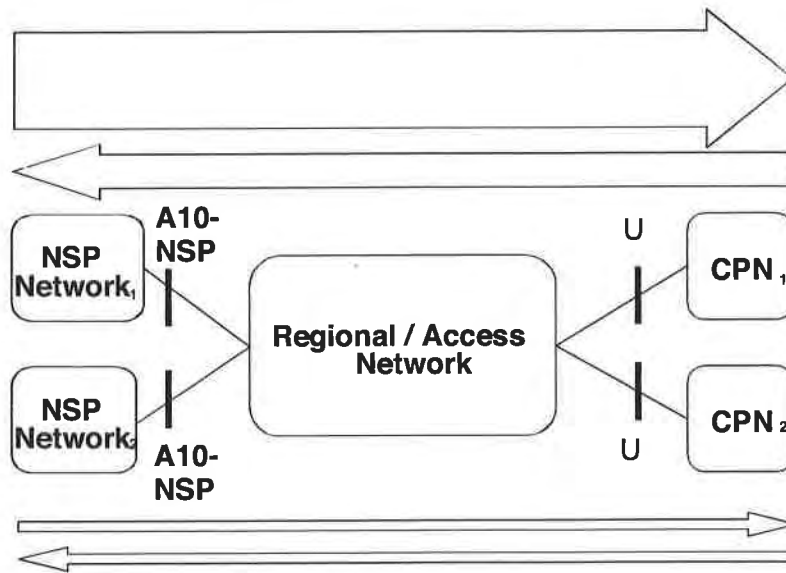 A10-
NSP
U
NSP
Network₁
CPN ₁
Regional / Access
Network
NSP
Network₂
CPN ₂
A10-
NSP
U